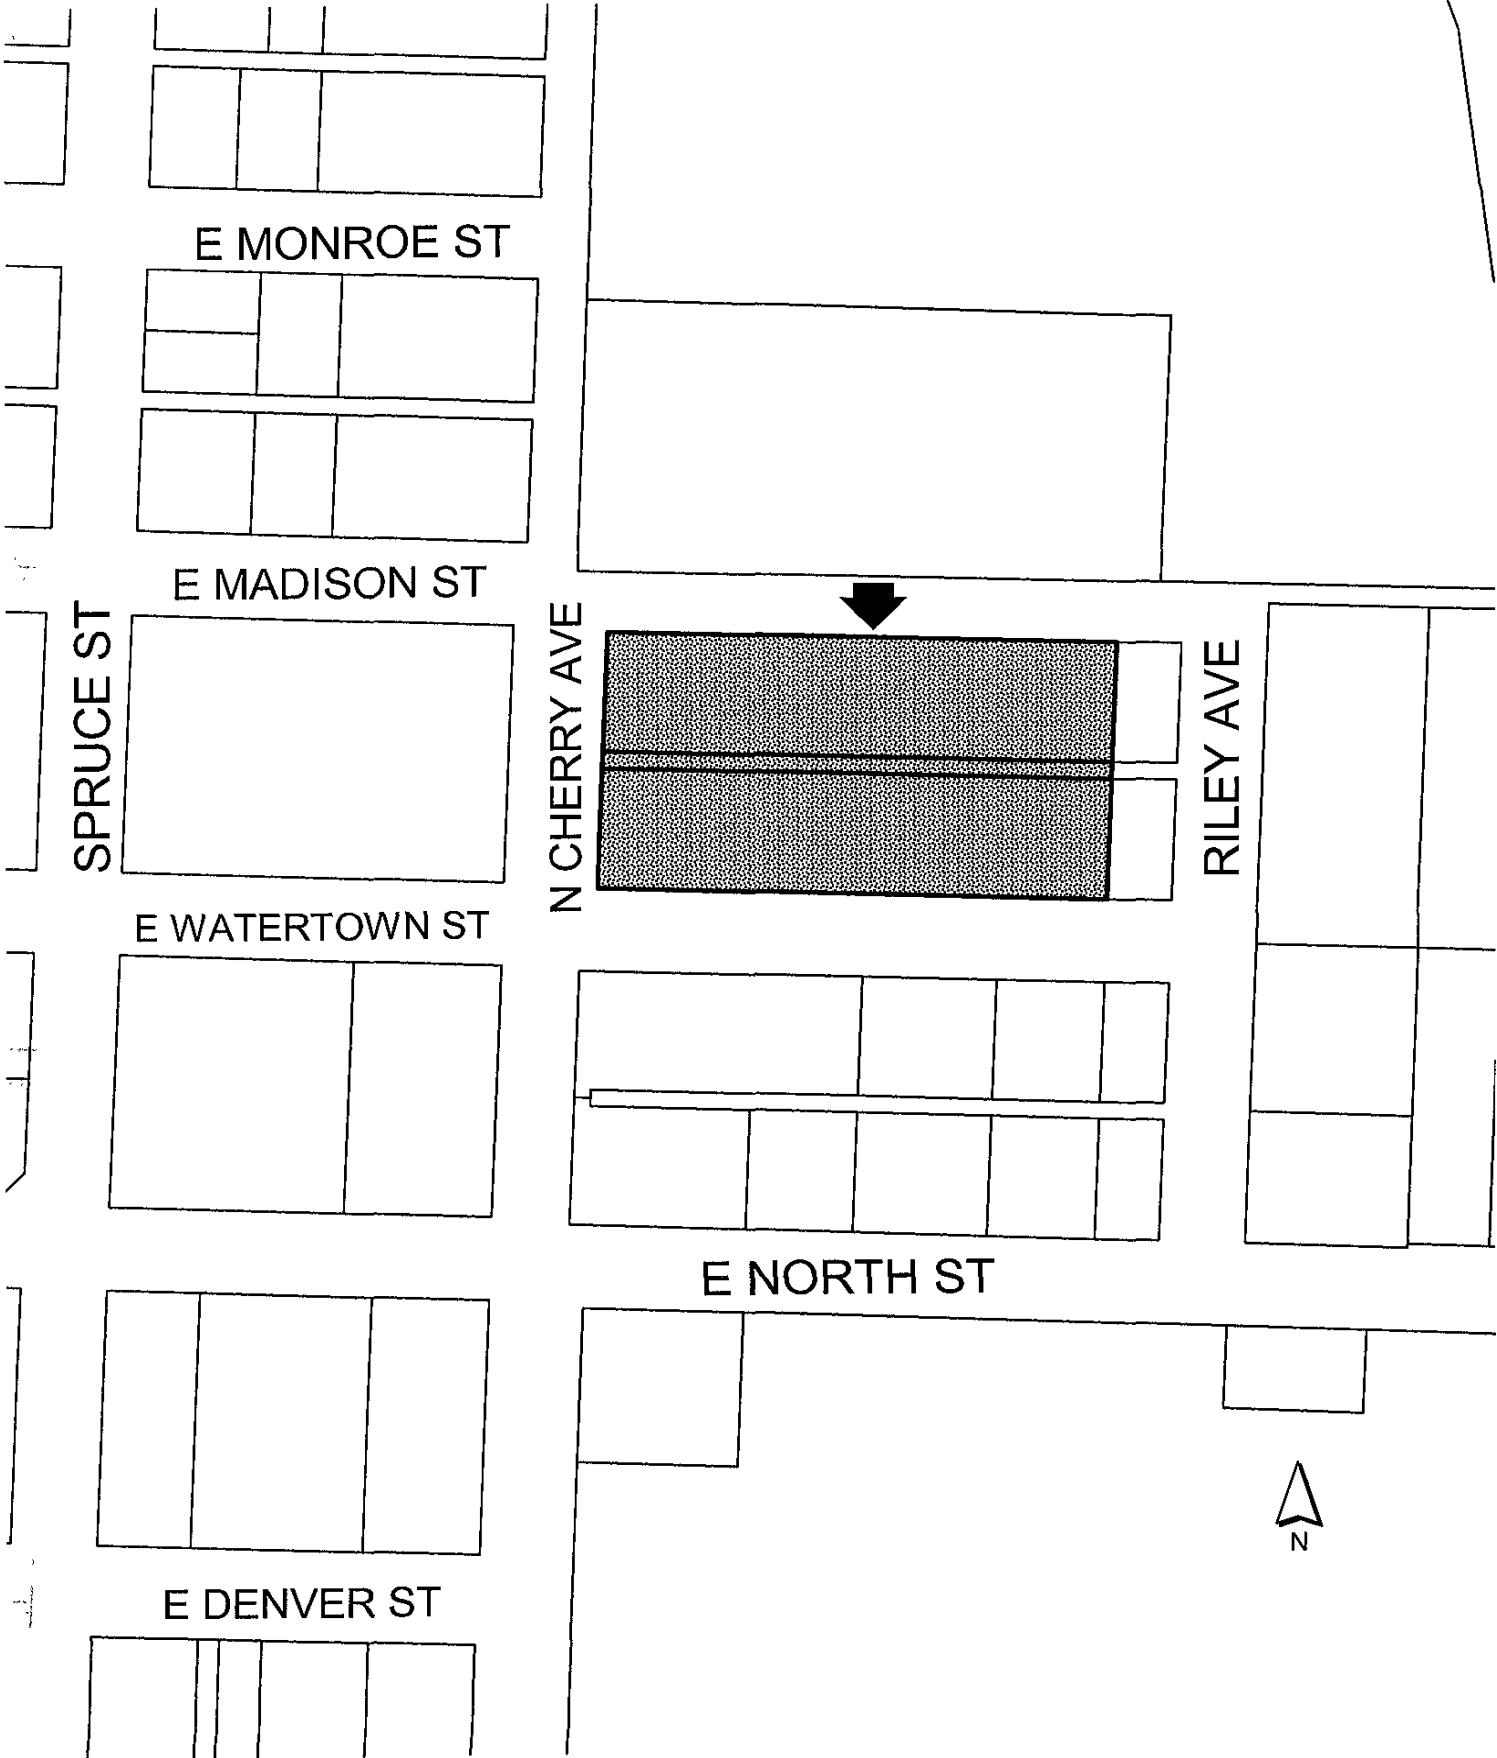 E MONROE ST
E MADISON ST
SPRUCE ST
N CHERRY AVE
RILEY AVE
E WATERTOWN ST
E NORTH ST
N
E DENVER ST